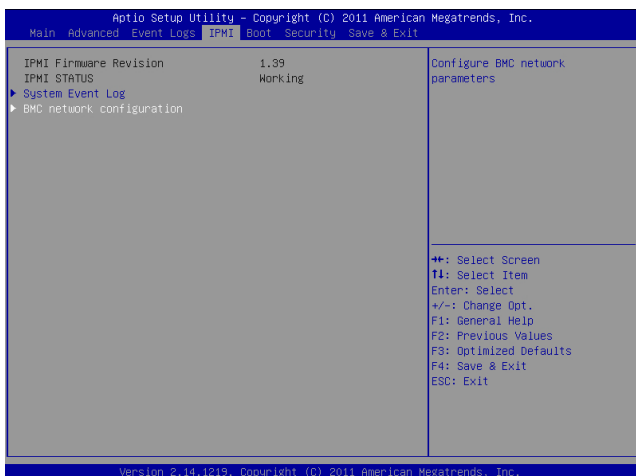 Aptio Setup Utility – Copyright (C) 2011 American Megatrends, Inc.
Main Advanced Event Logs IPMI Boot Security Save & Exit
IPMI Firmware Revision 1.39
IPMI STATUS Working
System Event Log
BMC network configuration
Configure BMC network
parameters
→←: Select Screen
↑↓: Select Item
Enter: Select
+/-: Change Opt.
F1: General Help
F2: Previous Values
F3: Optimized Defaults
F4: Save & Exit
ESC: Exit
Version 2.14.1219. Copyright (C) 2011 American Megatrends, Inc.